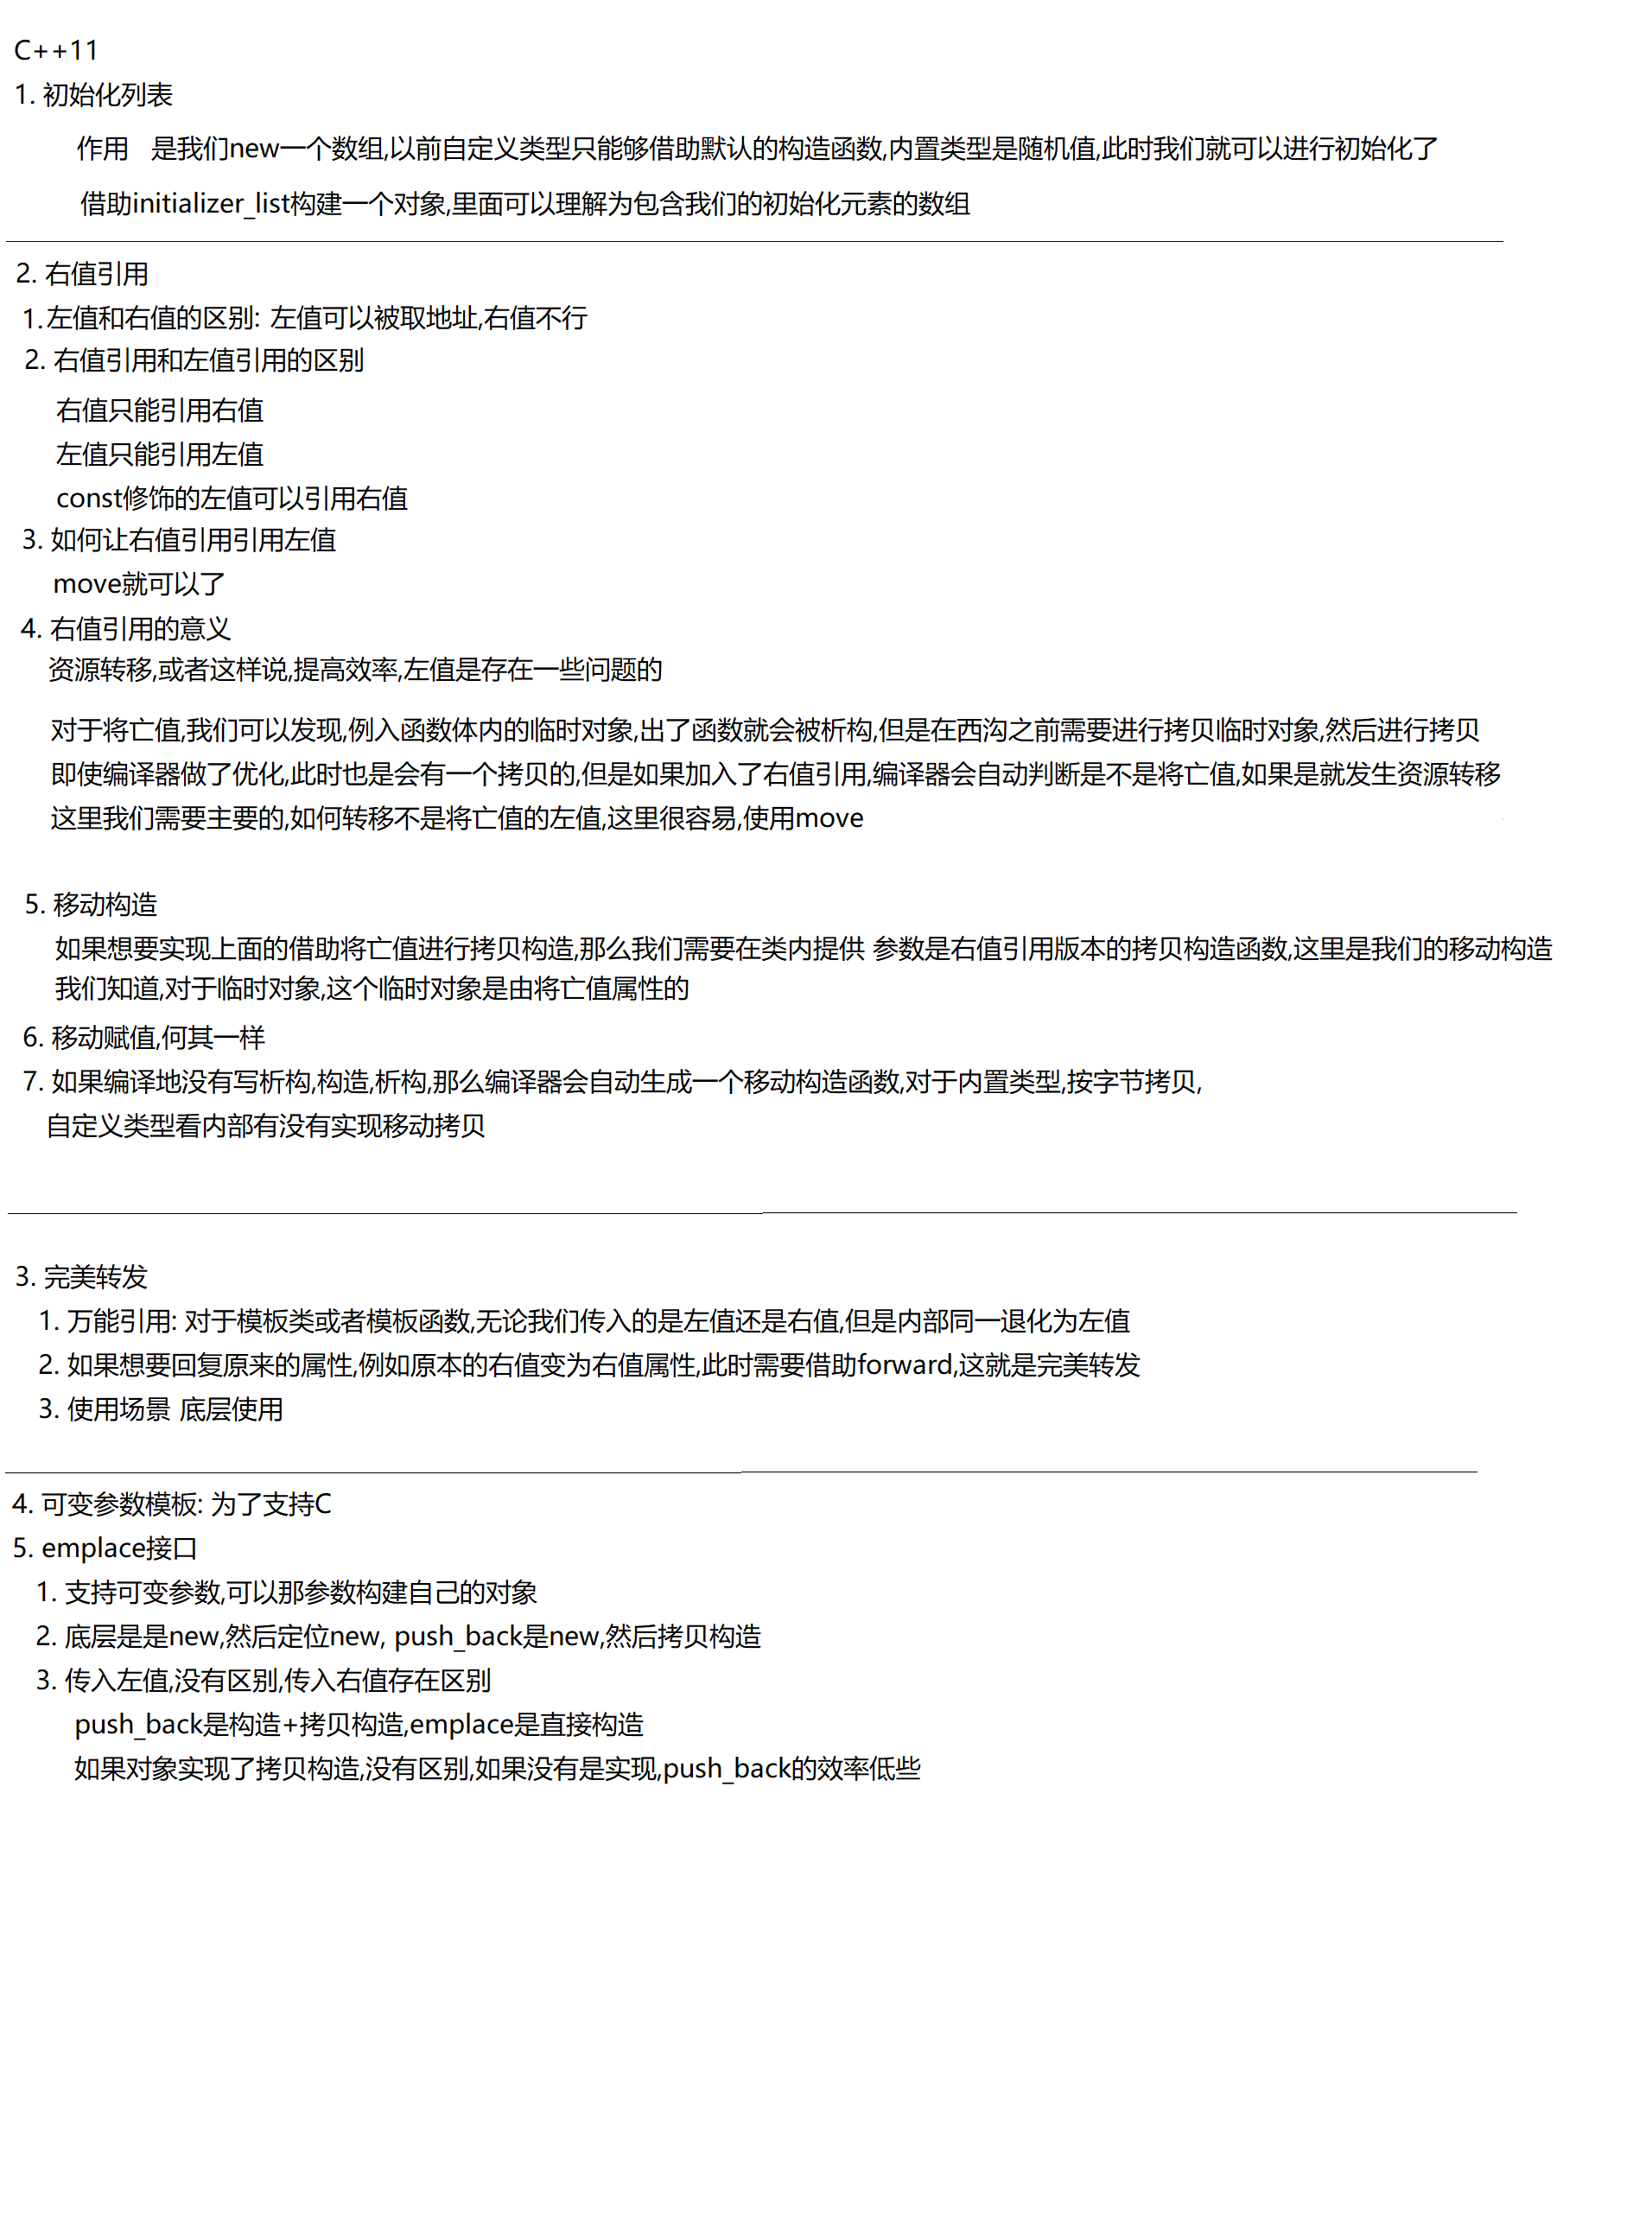 C++11
1. 初始化列表
作用 是我们new一个数组,以前自定义类型只能够借助默认的构造函数,内置类型是随机值,此时我们就可以进行初始化了
借助initializer_list构建一个对象,里面可以理解为包含我们的初始化元素的数组
2. 右值引用
1.左值和右值的区别: 左值可以被取地址,右值不行
2. 右值引用和左值引用的区别
右值只能引用右值
左值只能引用左值
const修饰的左值可以引用右值
3. 如何让右值引用引用左值
move就可以了
4. 右值引用的意义
资源转移,或者这样说,提高效率,左值是存在一些问题的
对于将亡值,我们可以发现,例入函数体内的临时对象,出了函数就会被析构,但是在西沟之前需要进行拷贝临时对象,然后进行拷贝
即使编译器做了优化,此时也是会有一个拷贝的,但是如果加入了右值引用,编译器会自动判断是不是将亡值,如果是就发生资源转移
这里我们需要主要的,如何转移不是将亡值的左值,这里很容易,使用move
5. 移动构造
如果想要实现上面的借助将亡值进行拷贝构造,那么我们需要在类内提供 参数是右值引用版本的拷贝构造函数,这里是我们的移动构造
我们知道,对于临时对象,这个临时对象是由将亡值属性的
6. 移动赋值,何其一样
7. 如果编译地没有写析构,构造,析构,那么编译器会自动生成一个移动构造函数,对于内置类型,按字节拷贝,
自定义类型看内部有没有实现移动拷贝
3. 完美转发
1. 万能引用: 对于模板类或者模板函数,无论我们传入的是左值还是右值,但是内部同一退化为左值
2. 如果想要回复原来的属性,例如原本的右值变为右值属性,此时需要借助forward,这就是完美转发
3. 使用场景 底层使用
4. 可变参数模板: 为了支持C
5. emplace接口
1. 支持可变参数,可以那参数构建自己的对象
2. 底层是是new,然后定位new, push_back是new,然后拷贝构造
3. 传入左值,没有区别,传入右值存在区别
push_back是构造+拷贝构造,emplace是直接构造
如果对象实现了拷贝构造,没有区别,如果没有是实现,push_back的效率低些